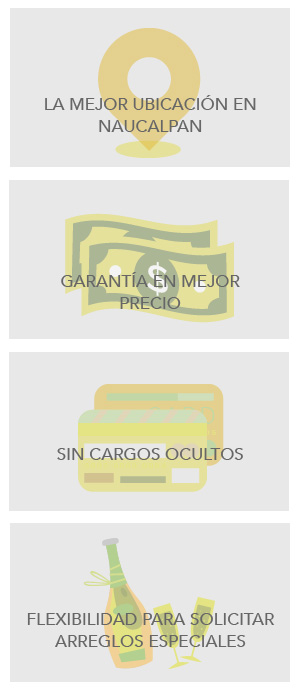 LA MEJOR UBICACIÓN EN
NAUCALPAN
GARANTÍA EN MEJOR
$
PRECIO
SIN CARGOS OCULTOS
FLEXIBILIDAD PARA SOLICITAR
ARREGLOS ESPECIALES